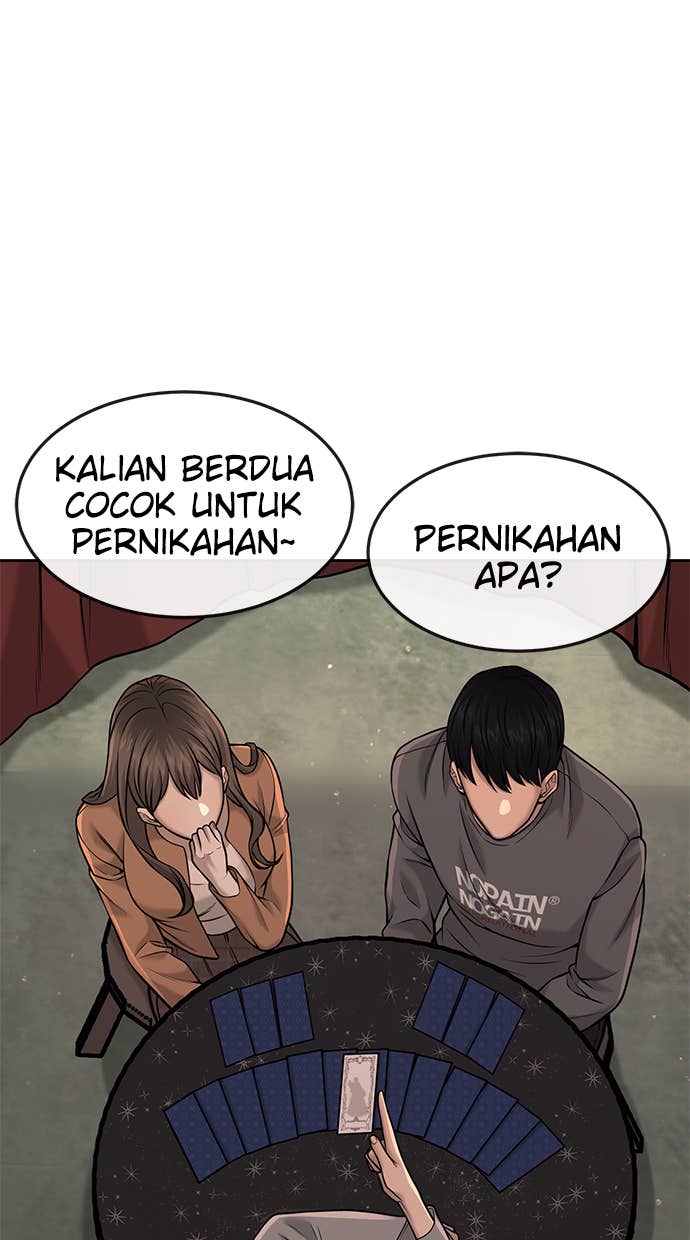 KALIAN BERDUA
COCOK UNTUK
PERNIKAHAN~
PERNIKAHAN
APA?
NOPAIN®
NOGAIN